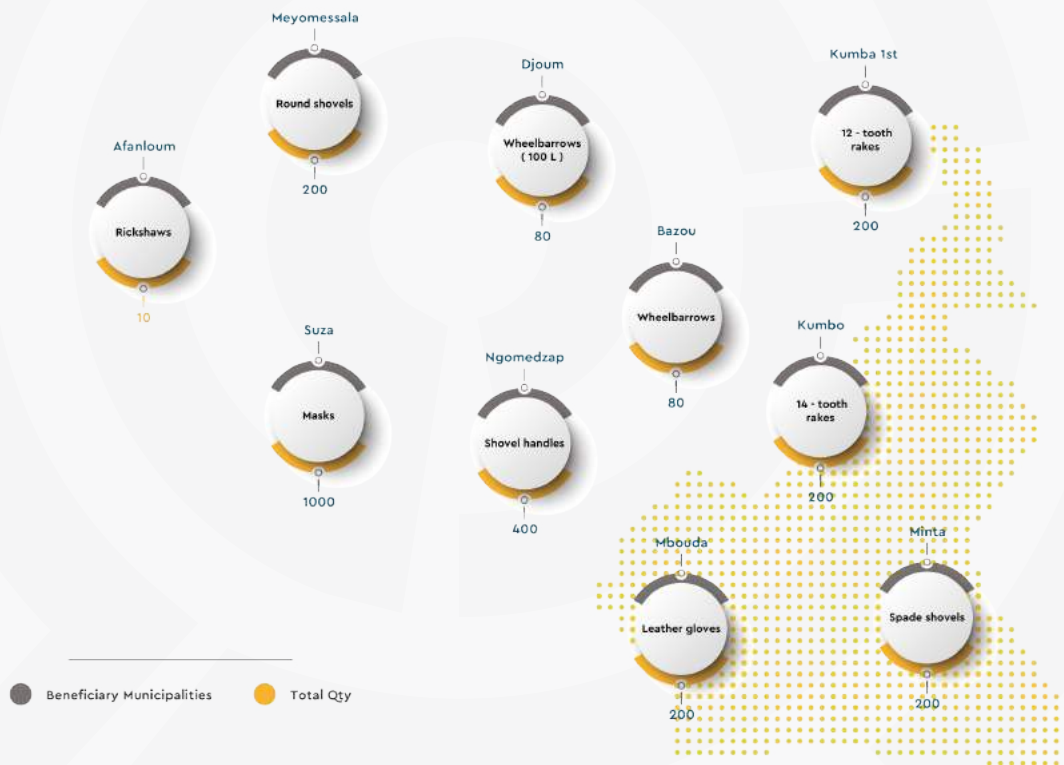 Meyomessala
Round shovels
200
Djoum
Wheelbarrows
( 100 L )
80
Kumba 1st
12 - tooth
rakes
200
Afanloum
Rickshaws
10
Bazou
Wheelbarrows
80
Suza
Masks
1000
Ngomedzap
Shovel handles
400
Kumbo
14 - tooth
rakes
200
Mbouda
Leather gloves
200
Minta
Spade shovels
200
Beneficiary Municipalities
Total Qty